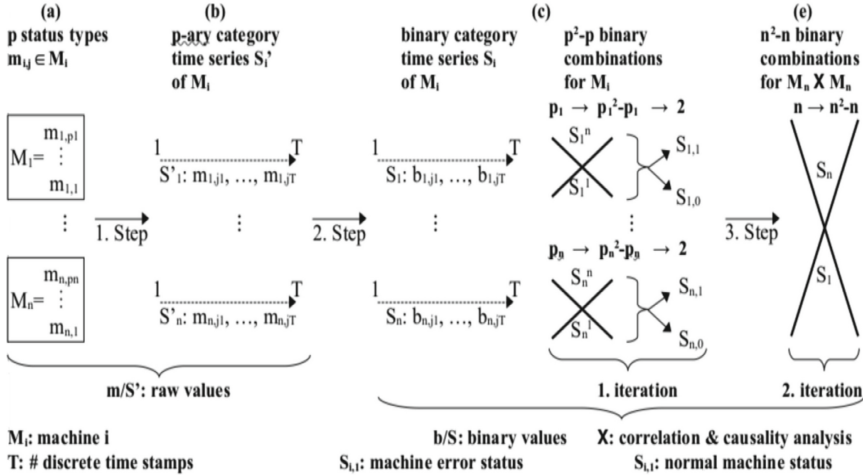 (a) (b) (c) (e)
p status types p-ary category binary category p²-p binary n²-n binary
mᵢ,ⱼ ∈ Mᵢ time series Sᵢ’ time series Sᵢ combinations combinations
of Mᵢ of Mᵢ for Mᵢ for Mₙ X Mₙ
p₁ → p₁²-p₁ → 2 n → n²-n
m₁,ₚ₁ 1 T 1 T S₁ⁿ S₁,₁
M₁= ⋮
S’₁: m₁,ⱼ₁, ..., m₁,ⱼT S₁: b₁,ⱼ₁, ..., b₁,ⱼT S₁¹ Sₙ
m₁,₁ S₁,₀
⋮ 1. Step ⋮ 2. Step ⋮ ⋮ 3. Step
pₙ → pₙ²-pₙ → 2
mₙ,ₚₙ 1 T 1 T Sₙⁿ Sₙ,₁ S₁
Mₙ= ⋮
S’ₙ: mₙ,ⱼ₁, ..., mₙ,ⱼT Sₙ: bₙ,ⱼ₁, ..., bₙ,ⱼT Sₙ¹
mₙ,₁ Sₙ,₀
m/S’: raw values 1. iteration 2. iteration
Mᵢ: machine i b/S: binary values X: correlation & causality analysis
T: # discrete time stamps Sᵢ,₁: machine error status Sᵢ,₁: normal machine status